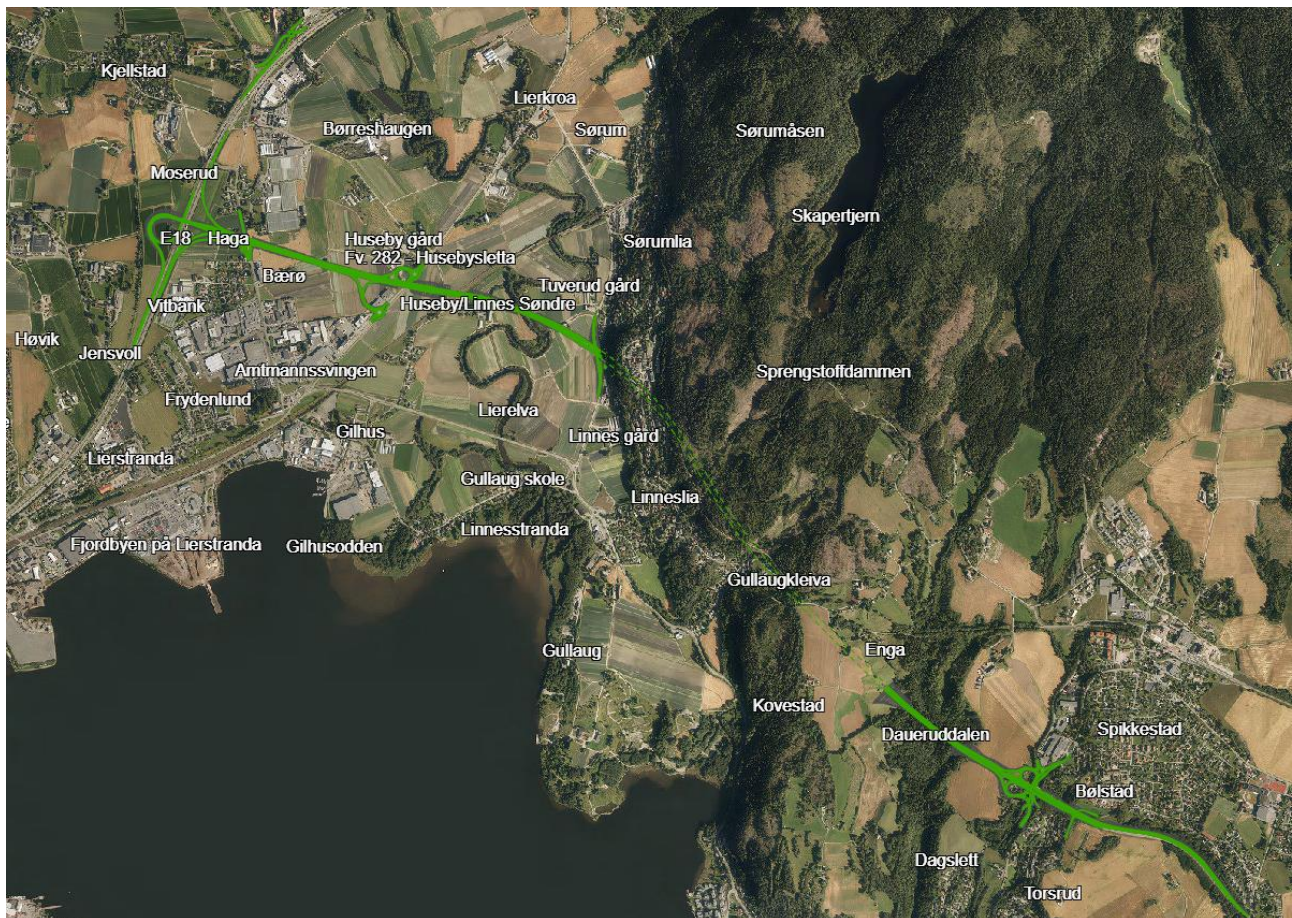 Kjellstad
Lierkroa
Børreshaugen
Sørum
Sørumåsen
Moserud
Skapertjern
E18
Haga
Huseby gård
Fv. 282 - Husebysletta
Sørumlia
Bærø
Tuverud gård
Vitbank
Huseby/Linnes Søndre
Høvik
Jensvoll
Amtmannssvingen
Sprengstoffdammen
Frydenlund
Lierelva
Gilhus
Linnes gård
Lierstranda
Gullaug skole
Linneslia
Linnesstranda
Fjordbyen på Lierstranda
Gilhusodden
Gullaugkleiva
Gullaug
Enga
Kovestad
Daueruddalen
Spikkestad
Bølstad
Dagslett
Torsrud